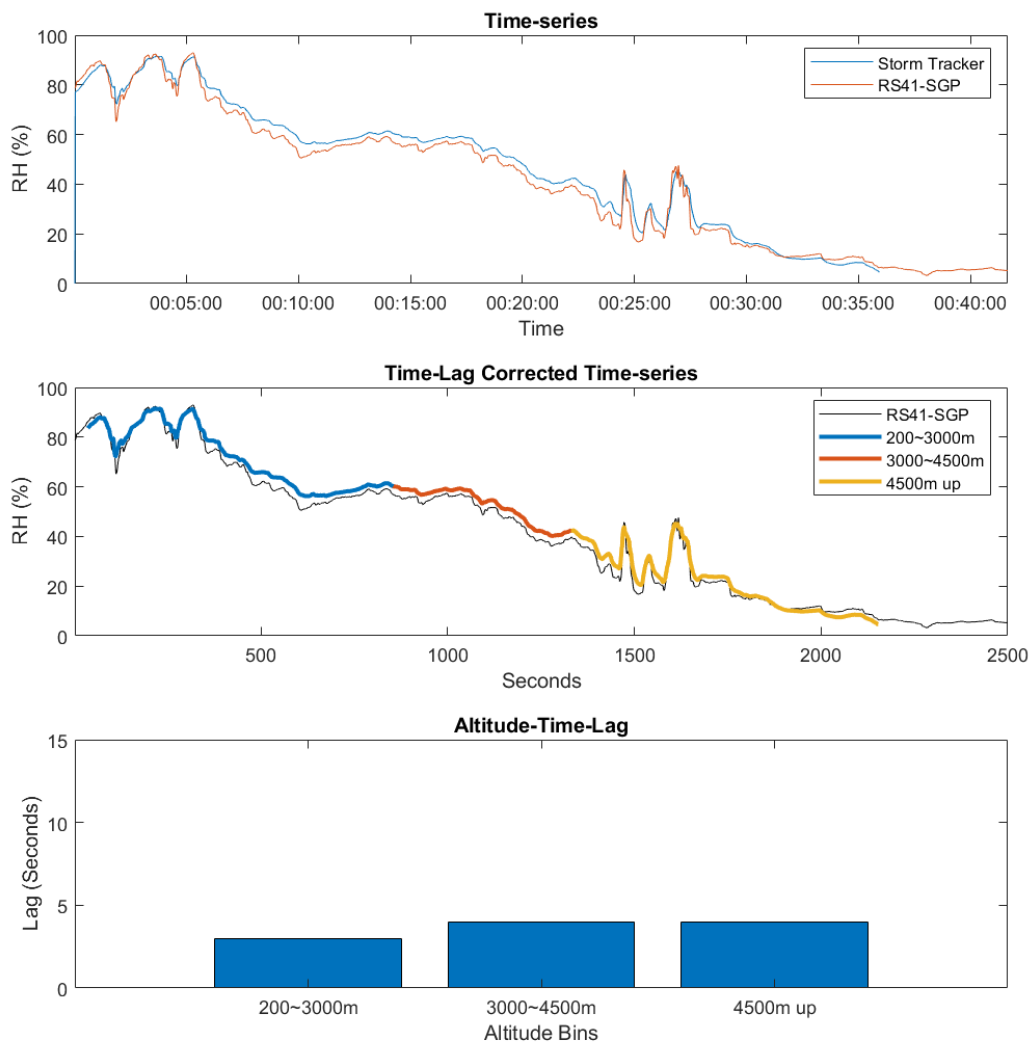 Time-series
100
80
60
40
20
0
RH (%)
Storm Tracker
RS41-SGP
00:05:00 00:10:00 00:15:00 00:20:00 00:25:00 00:30:00 00:35:00 00:40:00
Time
Time-Lag Corrected Time-series
100
80
60
40
20
0
RH (%)
RS41-SGP
200~3000m
3000~4500m
4500m up
500 1000 1500 2000 2500
Seconds
Altitude-Time-Lag
15
10
5
0
Lag (Seconds)
200~3000m 3000~4500m 4500m up
Altitude Bins